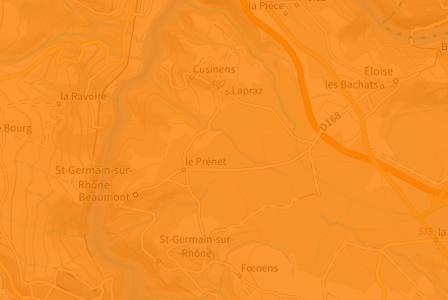 la Pièce
Cusinens
Éloise
Lapraz
les Bachats
la Ravoire
D168
Bourg
le Prénet
St-Germain-sur-
Rhône
Beaumont
St-Germain-sur-
Rhône
Fœnens
la